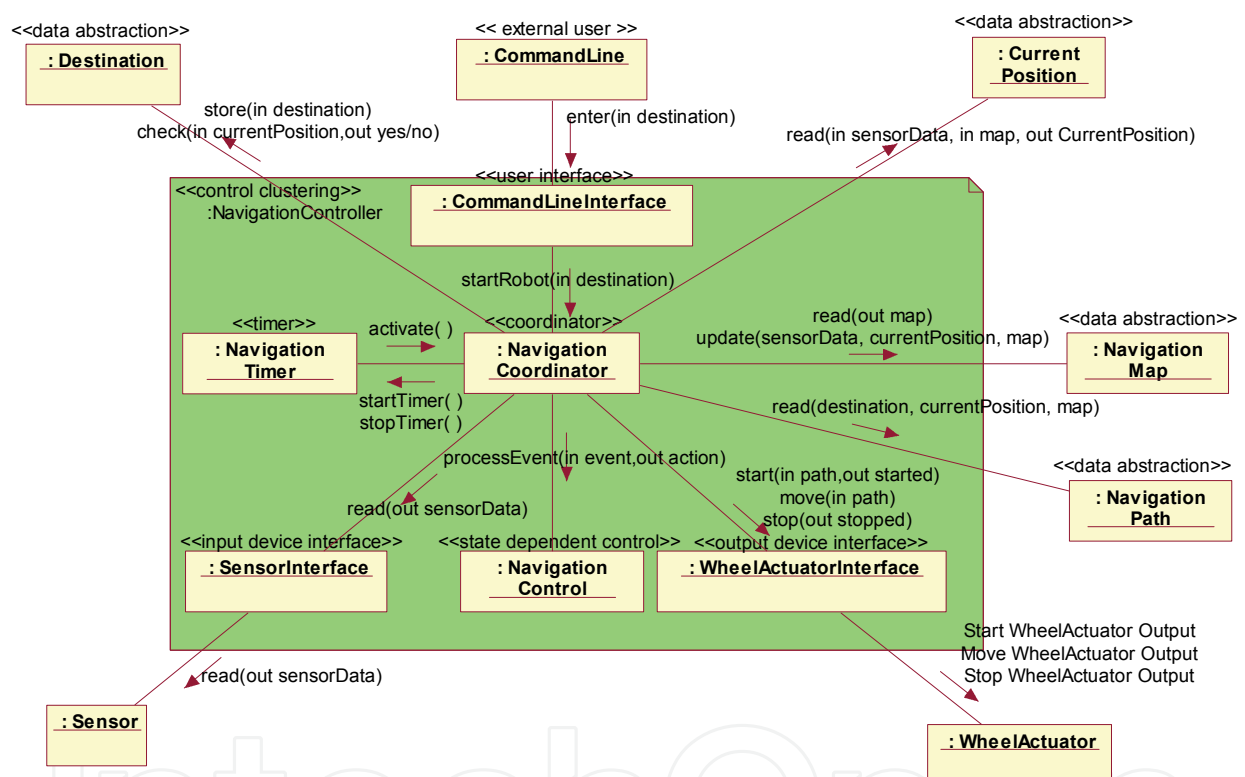 <<data abstraction>>
: Destination
<< external user >>
: CommandLine
<<data abstraction>>
: Current
Position
store(in destination)
check(in currentPosition,out yes/no)
enter(in destination)
read(in sensorData, in map, out CurrentPosition)
<<control clustering>>
:NavigationController
<<user interface>>
: CommandLineInterface
startRobot(in destination)
<<timer>>
: Navigation
Timer
activate( )
startTimer( )
stopTimer( )
<<coordinator>>
: Navigation
Coordinator
read(out map)
update(sensorData, currentPosition, map)
<<data abstraction>>
: Navigation
Map
read(destination, currentPosition, map)
<<data abstraction>>
: Navigation
Path
processEvent(in event,out action)
read(out sensorData)
start(in path,out started)
move(in path)
stop(out stopped)
<<input device interface>>
: SensorInterface
<<state dependent control>>
: Navigation
Control
<<output device interface>>
: WheelActuatorInterface
read(out sensorData)
: Sensor
Start WheelActuator Output
Move WheelActuator Output
Stop WheelActuator Output
: WheelActuator